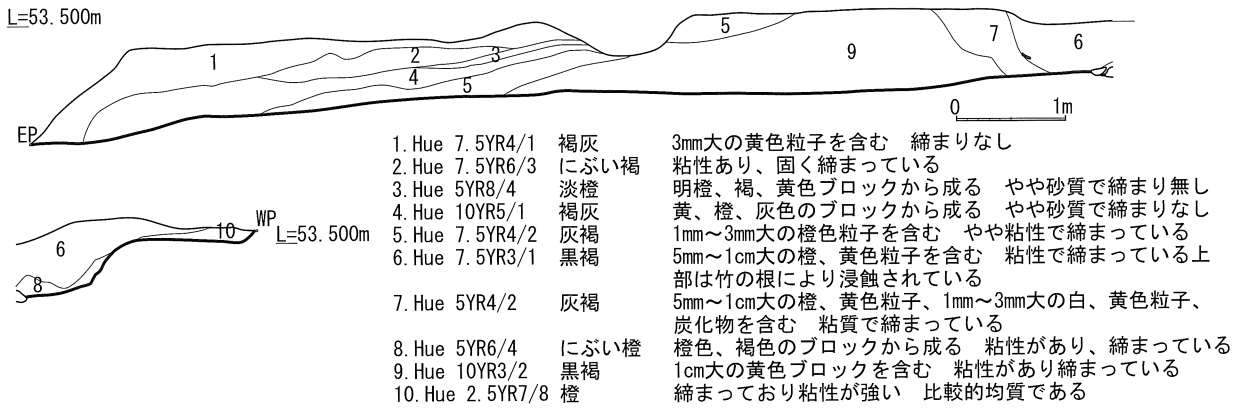 L=53.500m
1
2
3
4
5
5
9
7
6
EP
0 1m
6
8
10
WP
L=53.500m
1. Hue 7.5YR4/1 褐灰 3mm大の黄色粒子を含む 締まりなし
2. Hue 7.5YR6/3 にぶい褐 粘性あり、固く締まっている
3. Hue 5YR8/4 淡橙 明橙、褐、黄色ブロックから成る やや砂質で締まり無し
4. Hue 10YR5/1 褐灰 黄、橙、灰色のブロックから成る やや砂質で締まりなし
5. Hue 7.5YR4/2 灰褐 1mm～3mm大の橙色粒子を含む やや粘性で締まっている
6. Hue 7.5YR3/1 黒褐 5mm～1cm大の橙、黄色粒子を含む 粘性で締まっている上
部は竹の根により浸蝕されている
7. Hue 5YR4/2 灰褐 5mm～1cm大の橙、黄色粒子、1mm～3mm大の白、黄色粒子、
炭化物を含む 粘質で締まっている
8. Hue 5YR6/4 にぶい橙 橙色、褐色のブロックから成る 粘性があり、締まっている
9. Hue 10YR3/2 黒褐 1cm大の黄色ブロックを含む 粘性があり締まっている
10. Hue 2.5YR7/8 橙 締まっており粘性が強い 比較的均質である